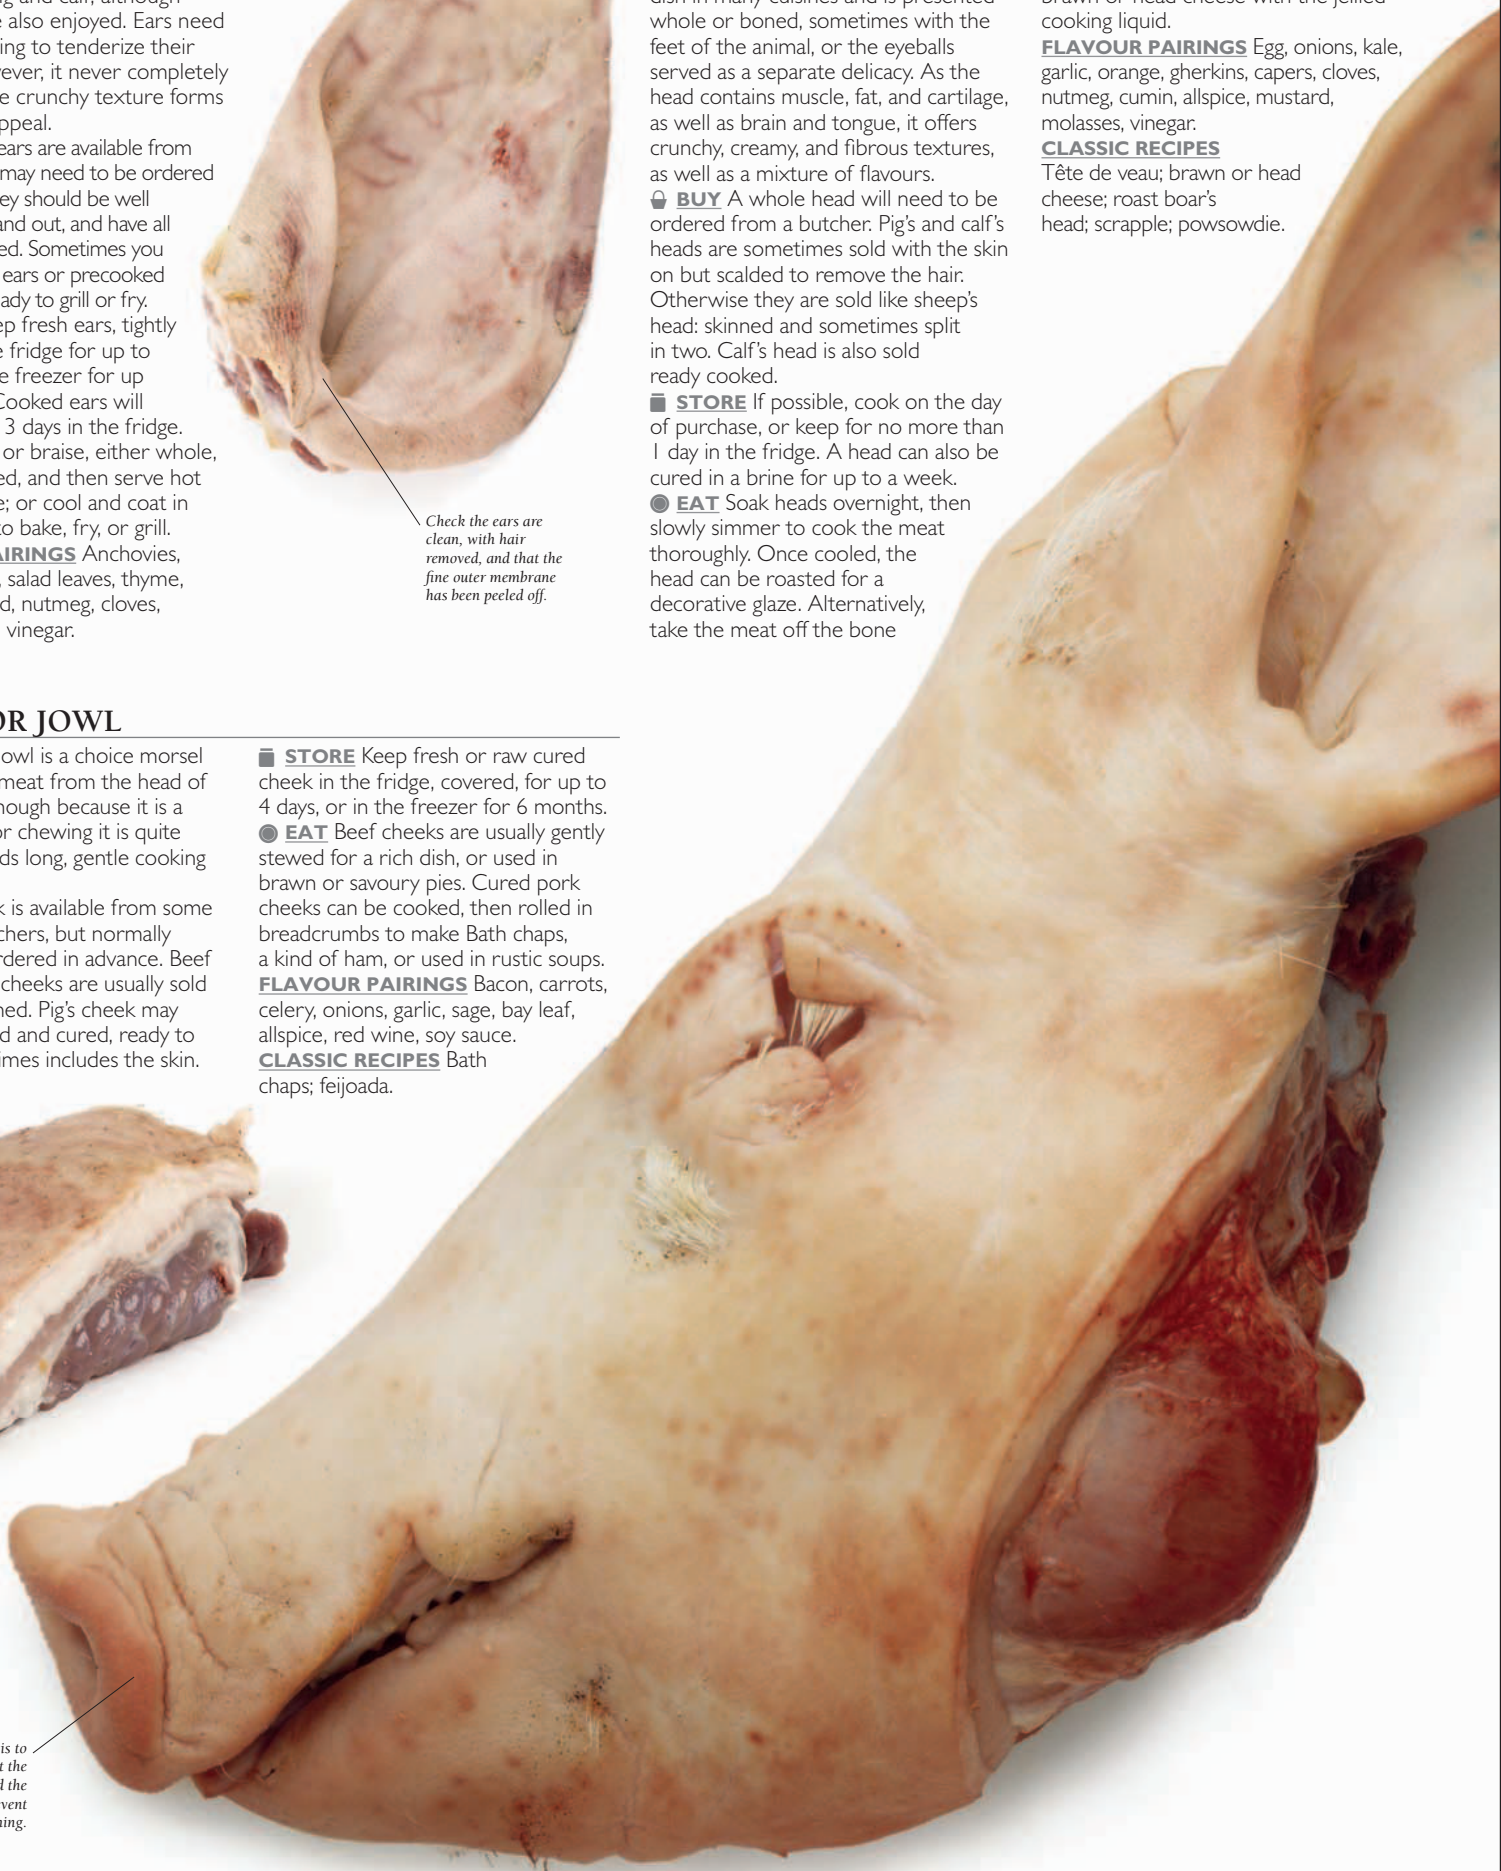 also enjoyed. Ears need
ing to tenderize their
ever, it never completely
e crunchy texture forms
ppeal.
ears are available from
may need to be ordered
ey should be well
and out, and have all
ed. Sometimes you
ears or precooked
ady to grill or fry.
ep fresh ears, tightly
e fridge for up to
e freezer for up
Cooked ears will
3 days in the fridge.
or braise, either whole,
ed, and then serve hot
e; or cool and coat in
to bake, fry, or grill.
AIRINGS Anchovies,
, salad leaves, thyme,
d, nutmeg, cloves,
vinegar.
Check the ears are
clean, with hair
removed, and that the
fine outer membrane
has been peeled off.
OR JOWL
owl is a choice morsel
meat from the head of
hough because it is a
or chewing it is quite
ds long, gentle cooking
k is available from some
chers, but normally
rdered in advance. Beef
cheeks are usually sold
ned. Pig's cheek may
d and cured, ready to
imes includes the skin.
STORE Keep fresh or raw cured
cheek in the fridge, covered, for up to
4 days, or in the freezer for 6 months.
EAT Beef cheeks are usually gently
stewed for a rich dish, or used in
brawn or savoury pies. Cured pork
cheeks can be cooked, then rolled in
breadcrumbs to make Bath chaps,
a kind of ham, or used in rustic soups.
FLAVOUR PAIRINGS Bacon, carrots,
celery, onions, garlic, sage, bay leaf,
allspice, red wine, soy sauce.
CLASSIC RECIPES Bath
chaps; feijoada.
is to
t the
d the
vent
ning.
dish in many cuisines and is presented
whole or boned, sometimes with the
feet of the animal, or the eyeballs
served as a separate delicacy. As the
head contains muscle, fat, and cartilage,
as well as brain and tongue, it offers
crunchy, creamy, and fibrous textures,
as well as a mixture of flavours.
BUY A whole head will need to be
ordered from a butcher. Pig's and calf's
heads are sometimes sold with the skin
on but scalded to remove the hair.
Otherwise they are sold like sheep's
head: skinned and sometimes split
in two. Calf's head is also sold
ready cooked.
STORE If possible, cook on the day
of purchase, or keep for no more than
1 day in the fridge. A head can also be
cured in a brine for up to a week.
EAT Soak heads overnight, then
slowly simmer to cook the meat
thoroughly. Once cooled, the
head can be roasted for a
decorative glaze. Alternatively,
take the meat off the bone
brawn or head cheese with the jellied
cooking liquid.
FLAVOUR PAIRINGS Egg, onions, kale,
garlic, orange, gherkins, capers, cloves,
nutmeg, cumin, allspice, mustard,
molasses, vinegar.
CLASSIC RECIPES
Tête de veau; brawn or head
cheese; roast boar's
head; scrapple; powsowdie.